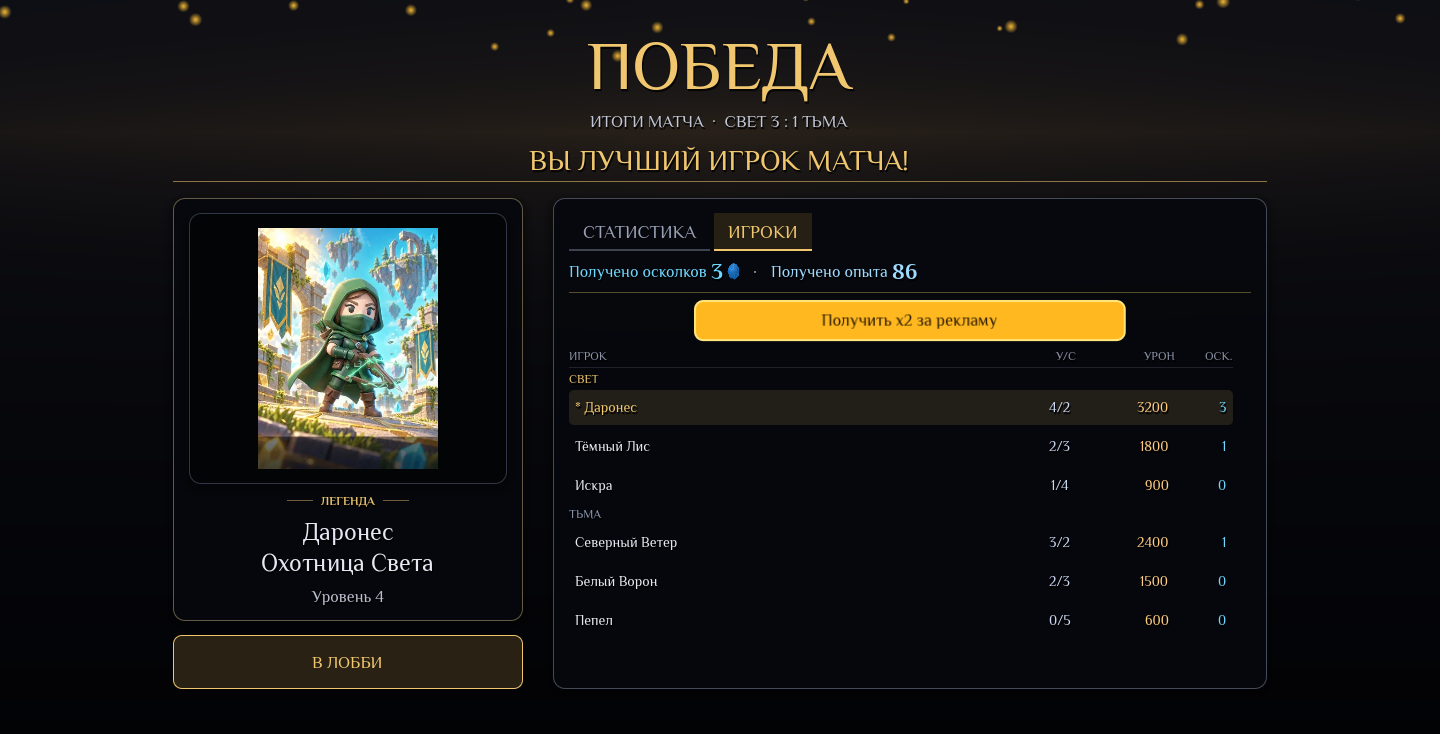 ПОБЕДА
ИТОГИ МАТЧА · СВЕТ 3 : 1 ТЬМА
ВЫ ЛУЧШИЙ ИГРОК МАТЧА!
ЛЕГЕНДА
Даронес
Охотница Света
Уровень 4
В ЛОББИ
СТАТИСТИКА ИГРОКИ
Получено осколков 3 · Получено опыта 86
Получить x2 за рекламу
ИГРОК У/С УРОН ОСК.
СВЕТ
* Даронес 4/2 3200 3
Тёмный Лис 2/3 1800 1
Искра 1/4 900 0
ТЬМА
Северный Ветер 3/2 2400 1
Белый Ворон 2/3 1500 0
Пепел 0/5 600 0